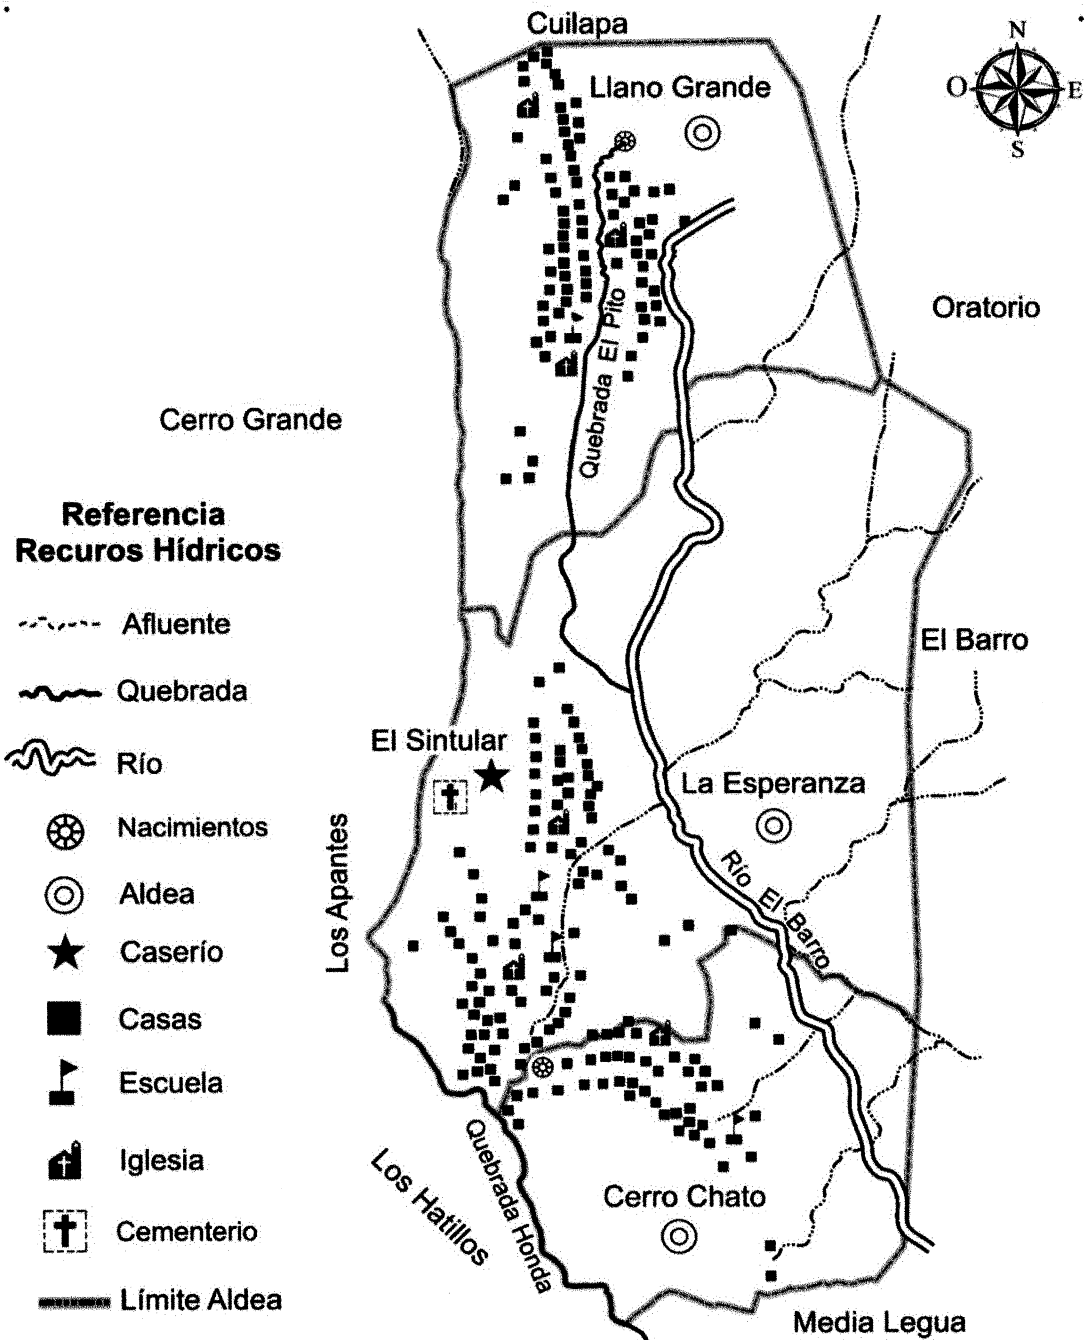 Cuilapa
N
O
E
S
Llano Grande
Oratorio
Quebrada El Pito
Cerro Grande
Referencia
Recuros Hídricos
Afluente
Quebrada
Río
Nacimientos
Aldea
Caserío
Casas
Escuela
Iglesia
Cementerio
Límite Aldea
El Barro
El Sintular
La Esperanza
Los Apantes
Río El Barro
Quebrada Honda
Los Hatillos
Cerro Chato
Media Legua